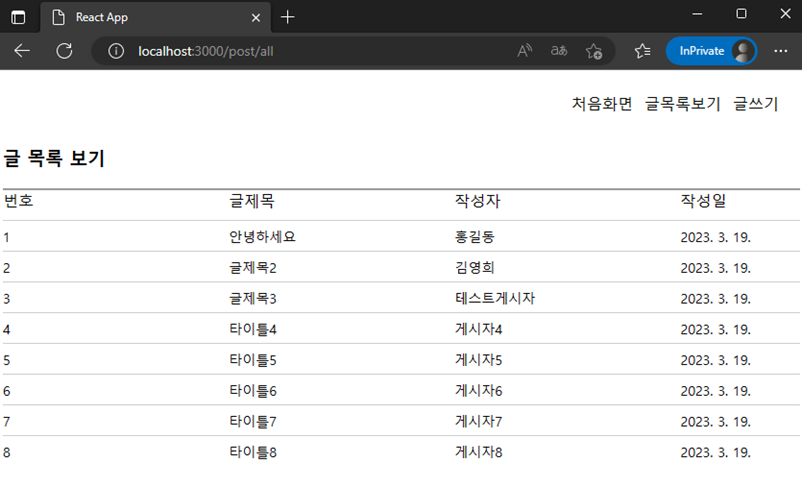 React App
localhost:3000/post/all
A
aあ
InPrivate
처음화면 글목록보기 글쓰기
글 목록 보기
번호 글제목 작성자 작성일
1 안녕하세요 홍길동 2023. 3. 19.
2 글제목2 김영희 2023. 3. 19.
3 글제목3 테스트게시자 2023. 3. 19.
4 타이틀4 게시자4 2023. 3. 19.
5 타이틀5 게시자5 2023. 3. 19.
6 타이틀6 게시자6 2023. 3. 19.
7 타이틀7 게시자7 2023. 3. 19.
8 타이틀8 게시자8 2023. 3. 19.